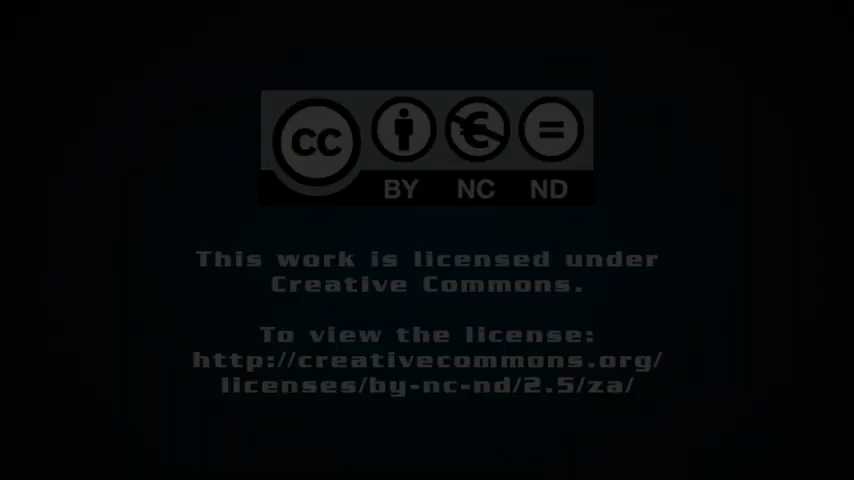 CC
BY NC ND
This work is licensed under
Creative Commons.
To view the license:
http://creativecommons.org/
licenses/by-nc-nd/2.5/za/